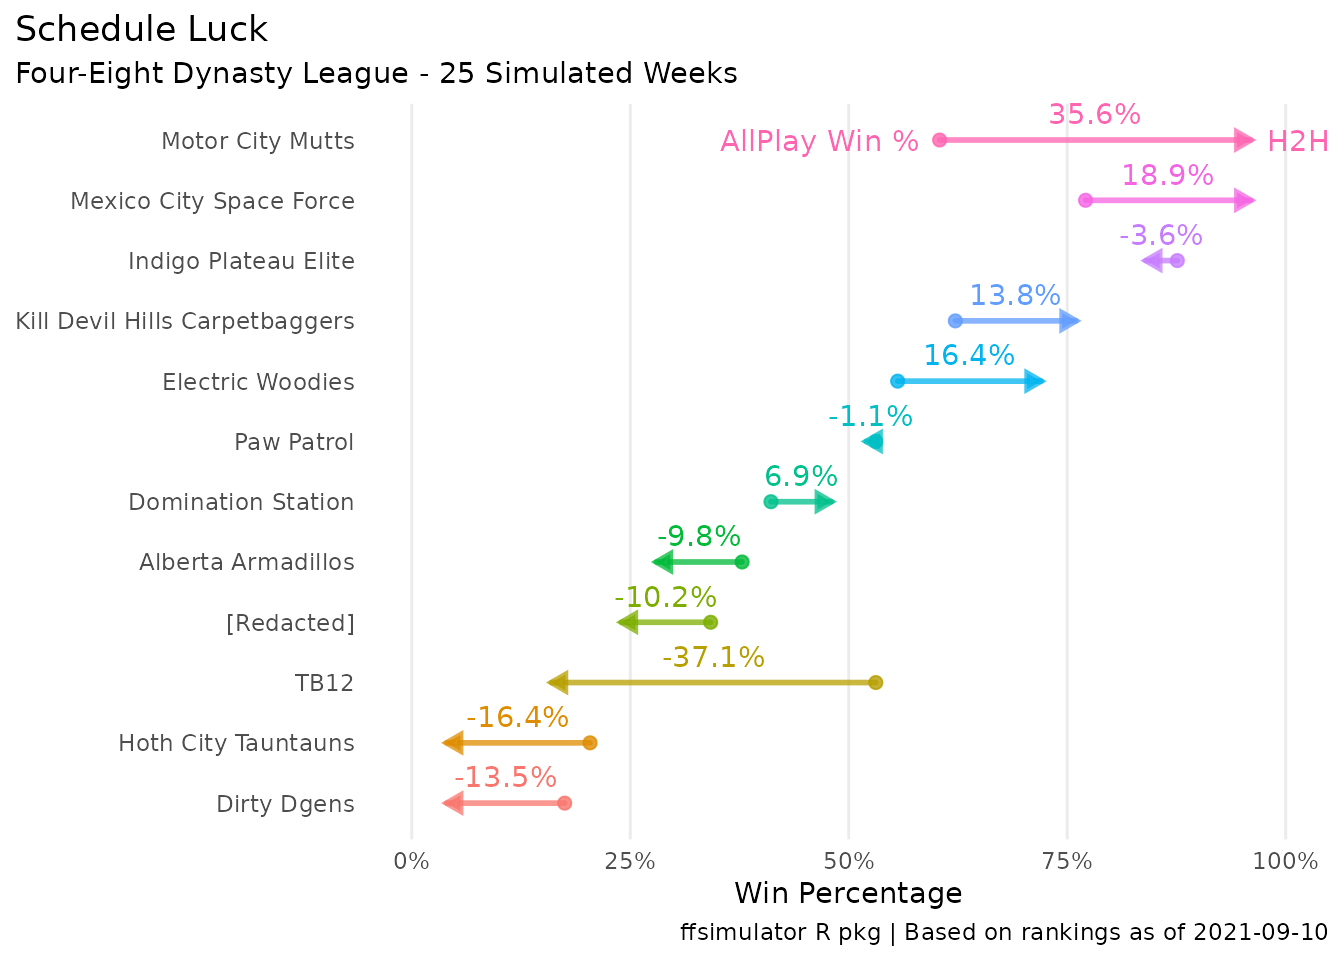 Schedule Luck
Four-Eight Dynasty League - 25 Simulated Weeks
35.6%
Motor City Mutts AllPlay Win % H2H
18.9%
Mexico City Space Force
-3.6%
Indigo Plateau Elite
13.8%
Kill Devil Hills Carpetbaggers
16.4%
Electric Woodies
-1.1%
Paw Patrol
6.9%
Domination Station
-9.8%
Alberta Armadillos
-10.2%
[Redacted]
-37.1%
TB12
-16.4%
Hoth City Tauntauns
-13.5%
Dirty Dgens
0% 25% 50% 75% 100%
Win Percentage
ffsimulator R pkg | Based on rankings as of 2021-09-10